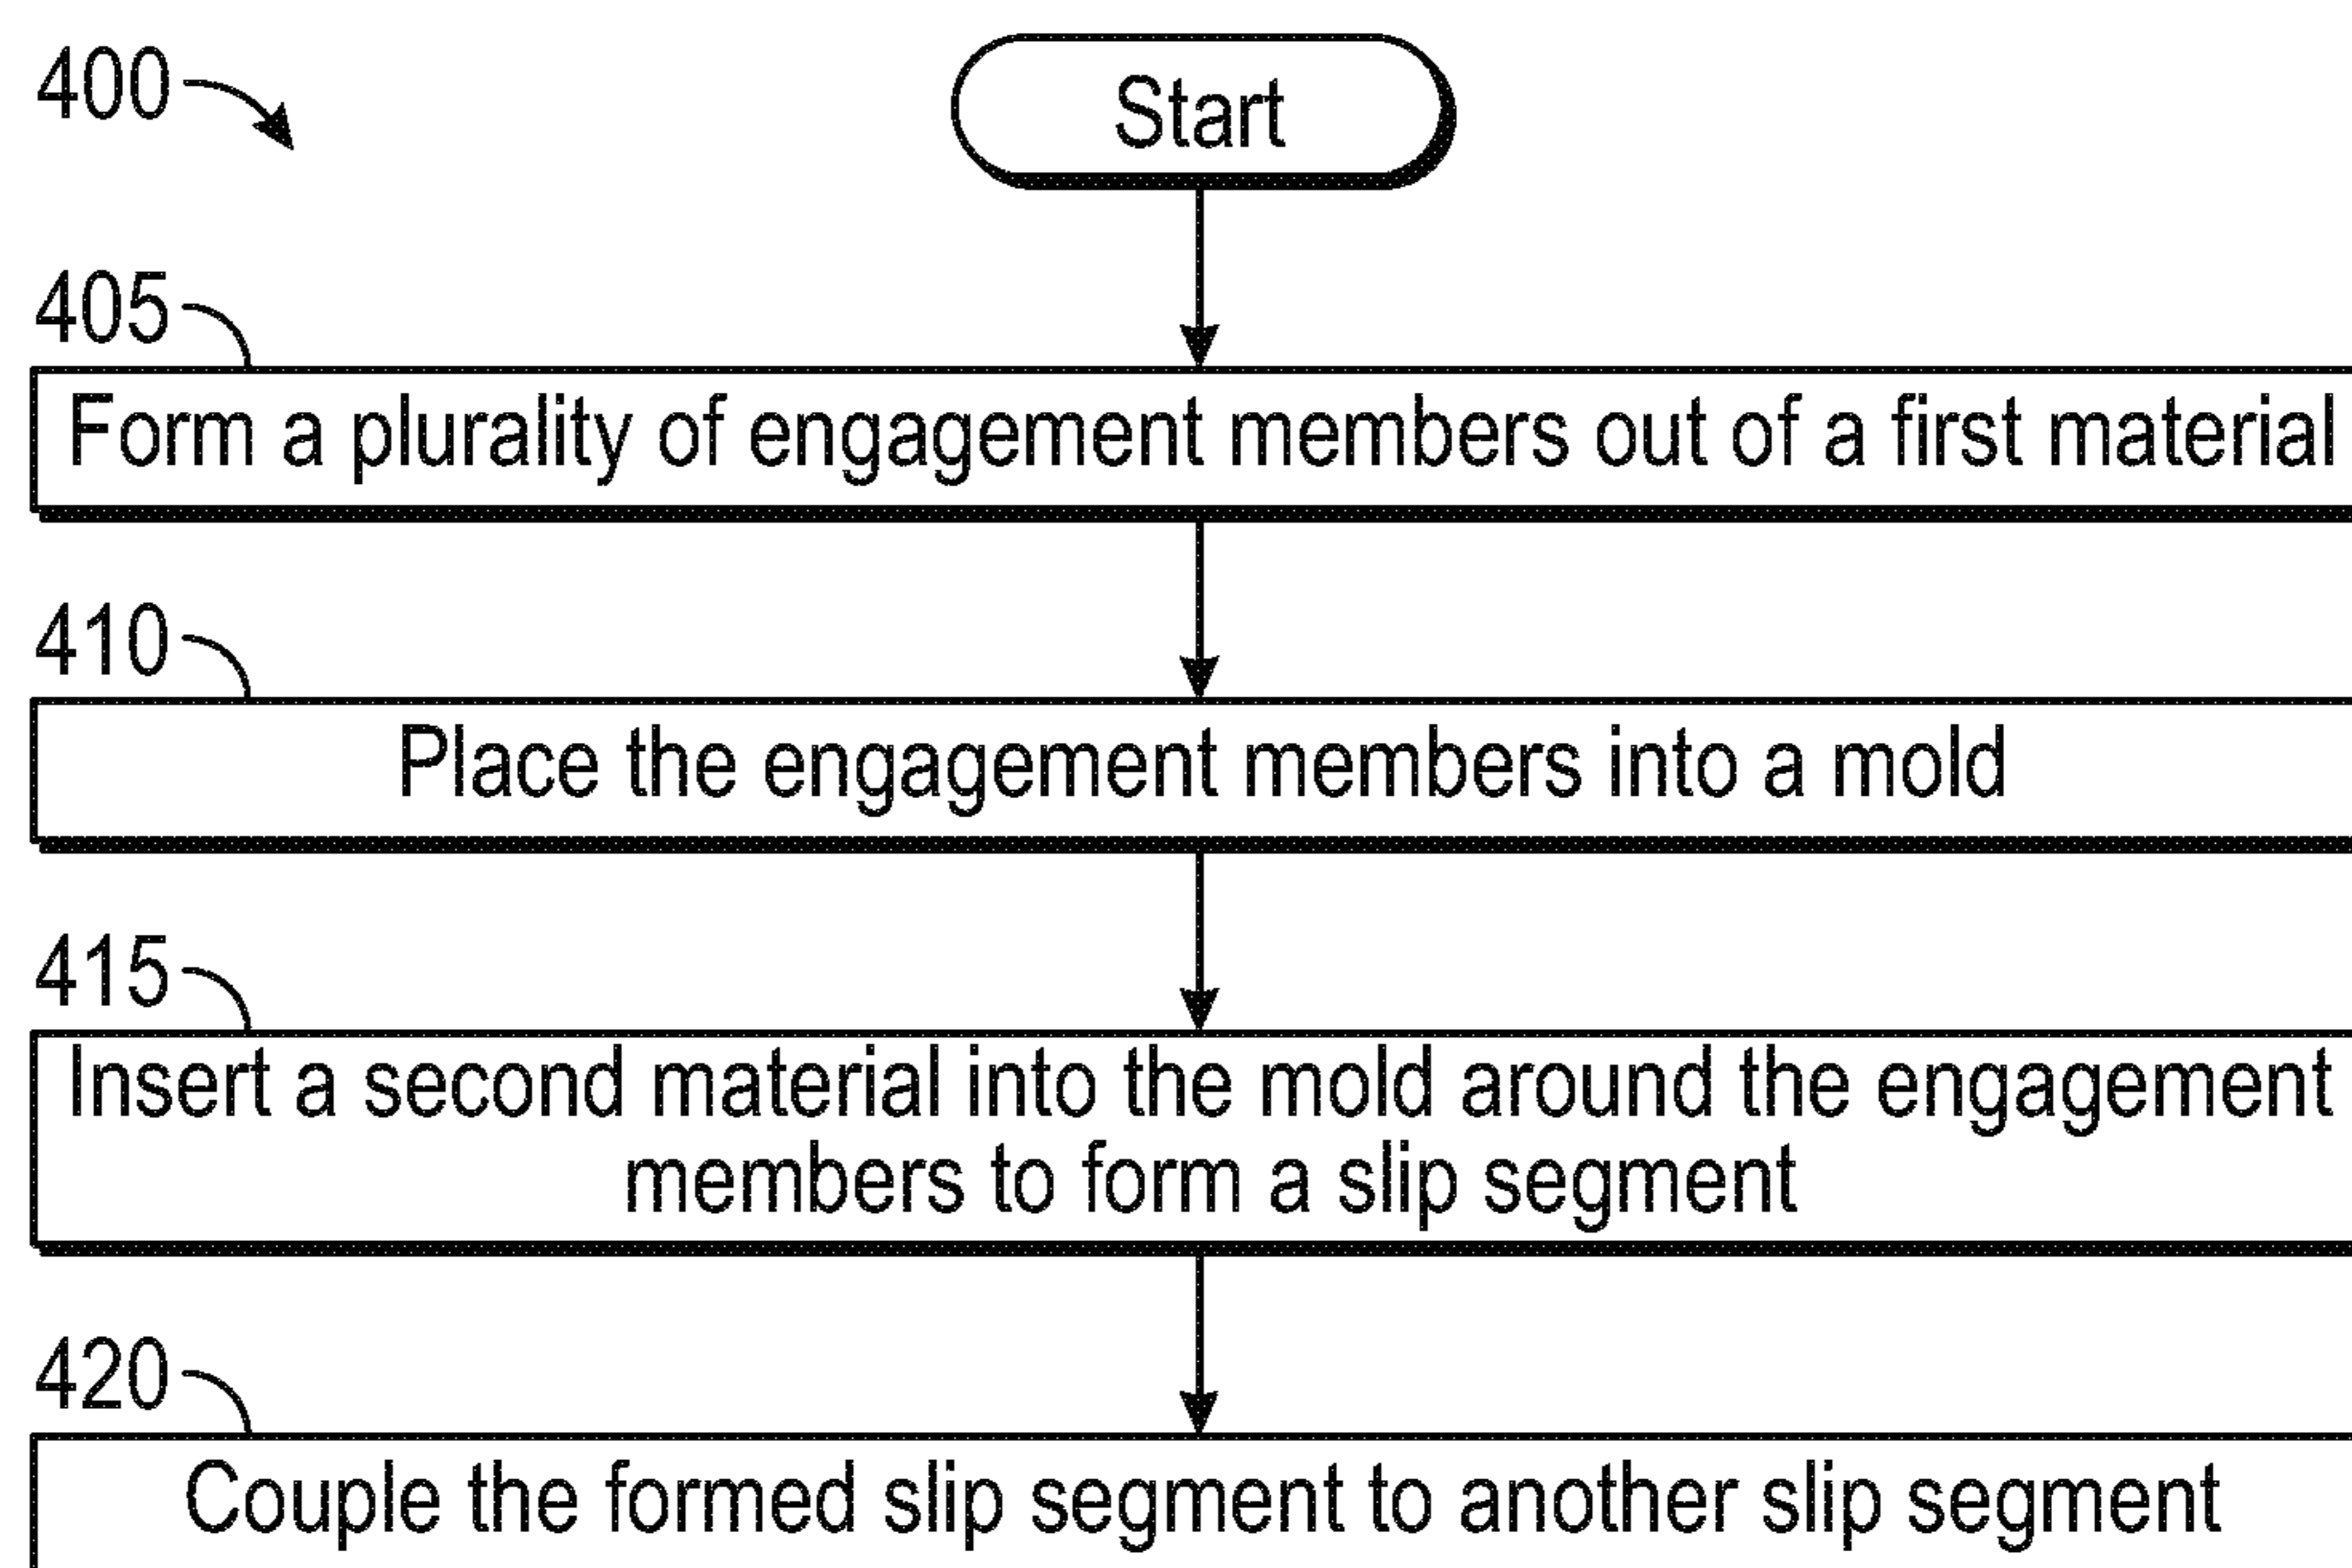 400
Start
405
Form a plurality of engagement members out of a first material
410
Place the engagement members into a mold
415
Insert a second material into the mold around the engagement
members to form a slip segment
420
Couple the formed slip segment to another slip segment